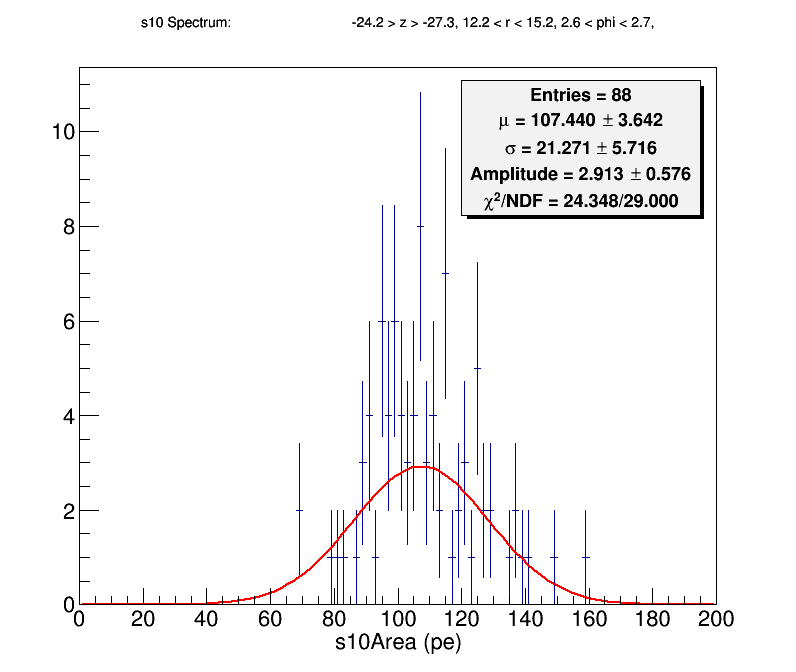 s10 Spectrum: -24.2 > z > -27.3, 12.2 < r < 15.2, 2.6 < phi < 2.7,
Entries = 88
μ = 107.440 ± 3.642
σ = 21.271 ± 5.716
Amplitude = 2.913 ± 0.576
χ²/NDF = 24.348/29.000
10
8
6
4
2
0
0 20 40 60 80 100 120 140 160 180 200
s10Area (pe)